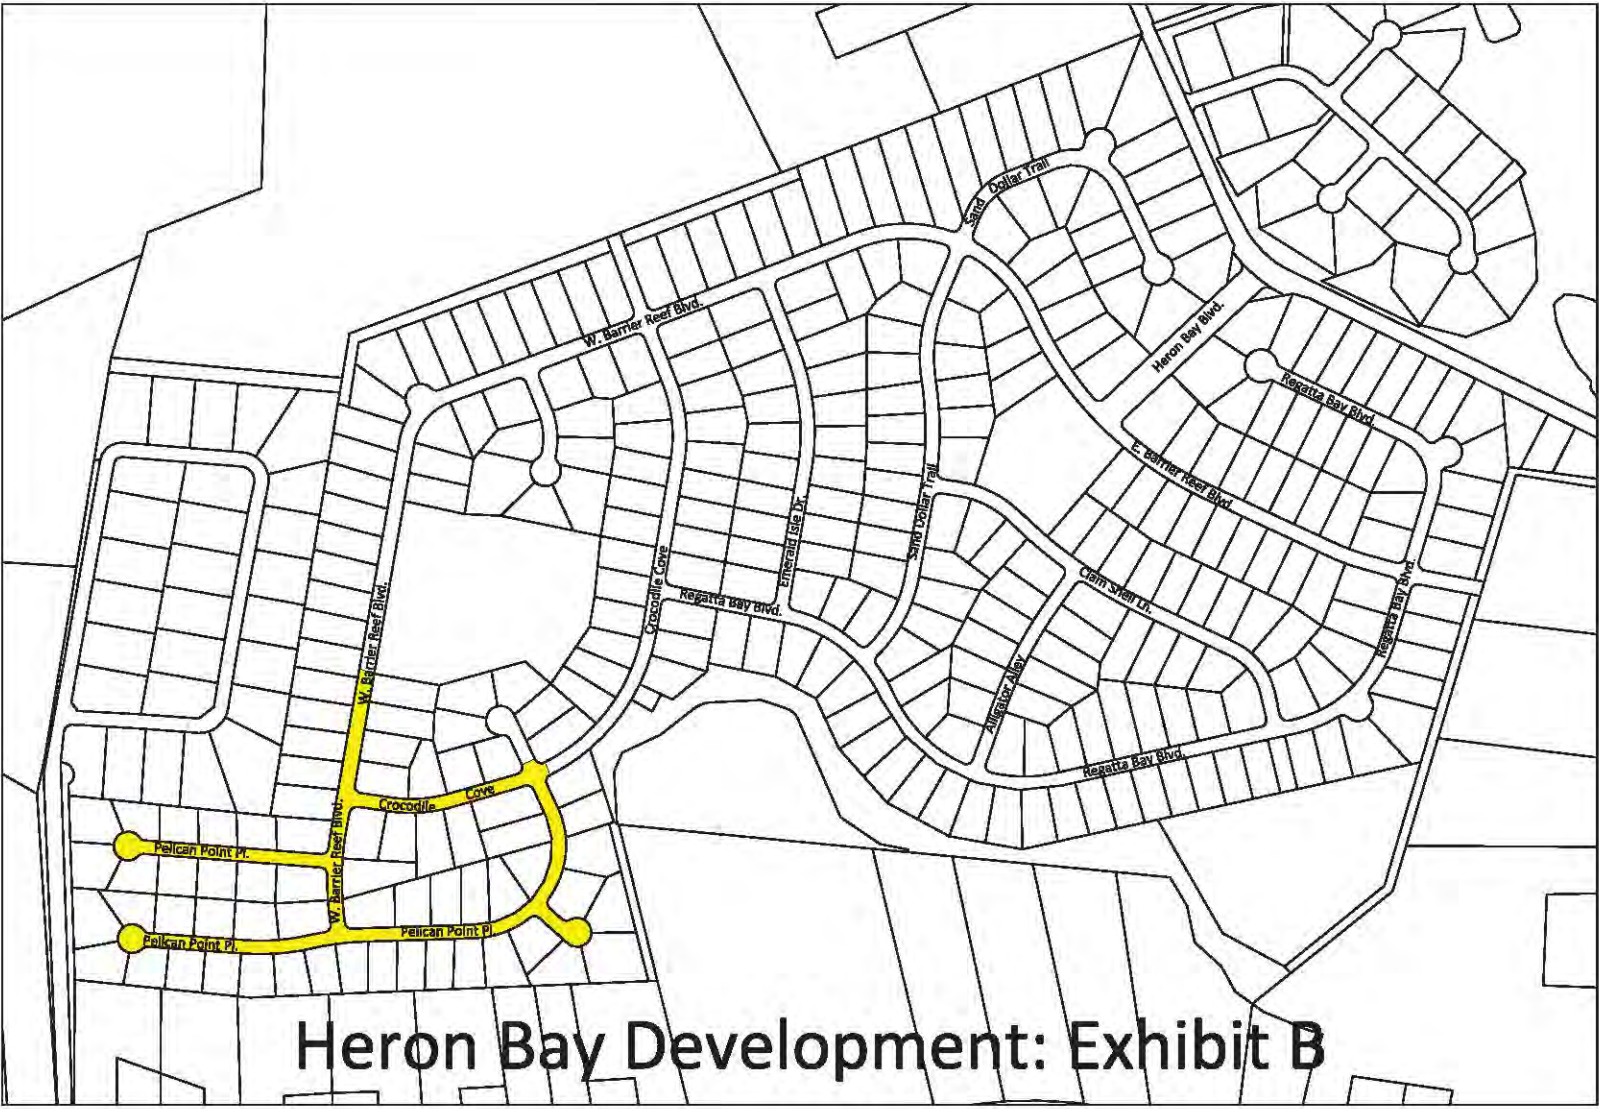 Sand Dollar Trail
W. Barrier Reef Blvd.
Heron Bay Blvd.
Regatta Bay Blvd.
E. Barrier Reef Blvd.
Sand Dollar Trail
Emerald Isle Dr.
Crocodile Cove
Regatta Bay Blvd.
Clam Shell Ln.
Regatta Bay Blvd.
W. Barrier Reef Blvd.
Alligator Alley
Regatta Bay Blvd.
Crocodile Cove
W. Barrier Reef Blvd.
Pelican Point Pl.
W. Barrier Reef Blvd.
Pelican Point Pl.
Pelican Point Pl
Heron Bay Development: Exhibit B